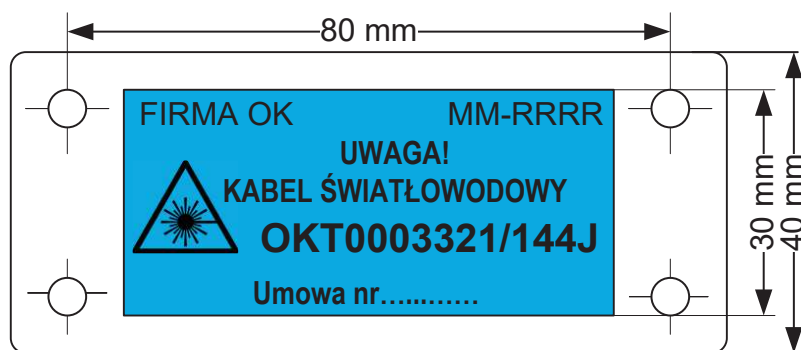 80 mm
FIRMA OK MM-RRRR
UWAGA!
KABEL ŚWIATŁOWODOWY
OKT0003321/144J
Umowa nr…...……
30 mm
40 mm